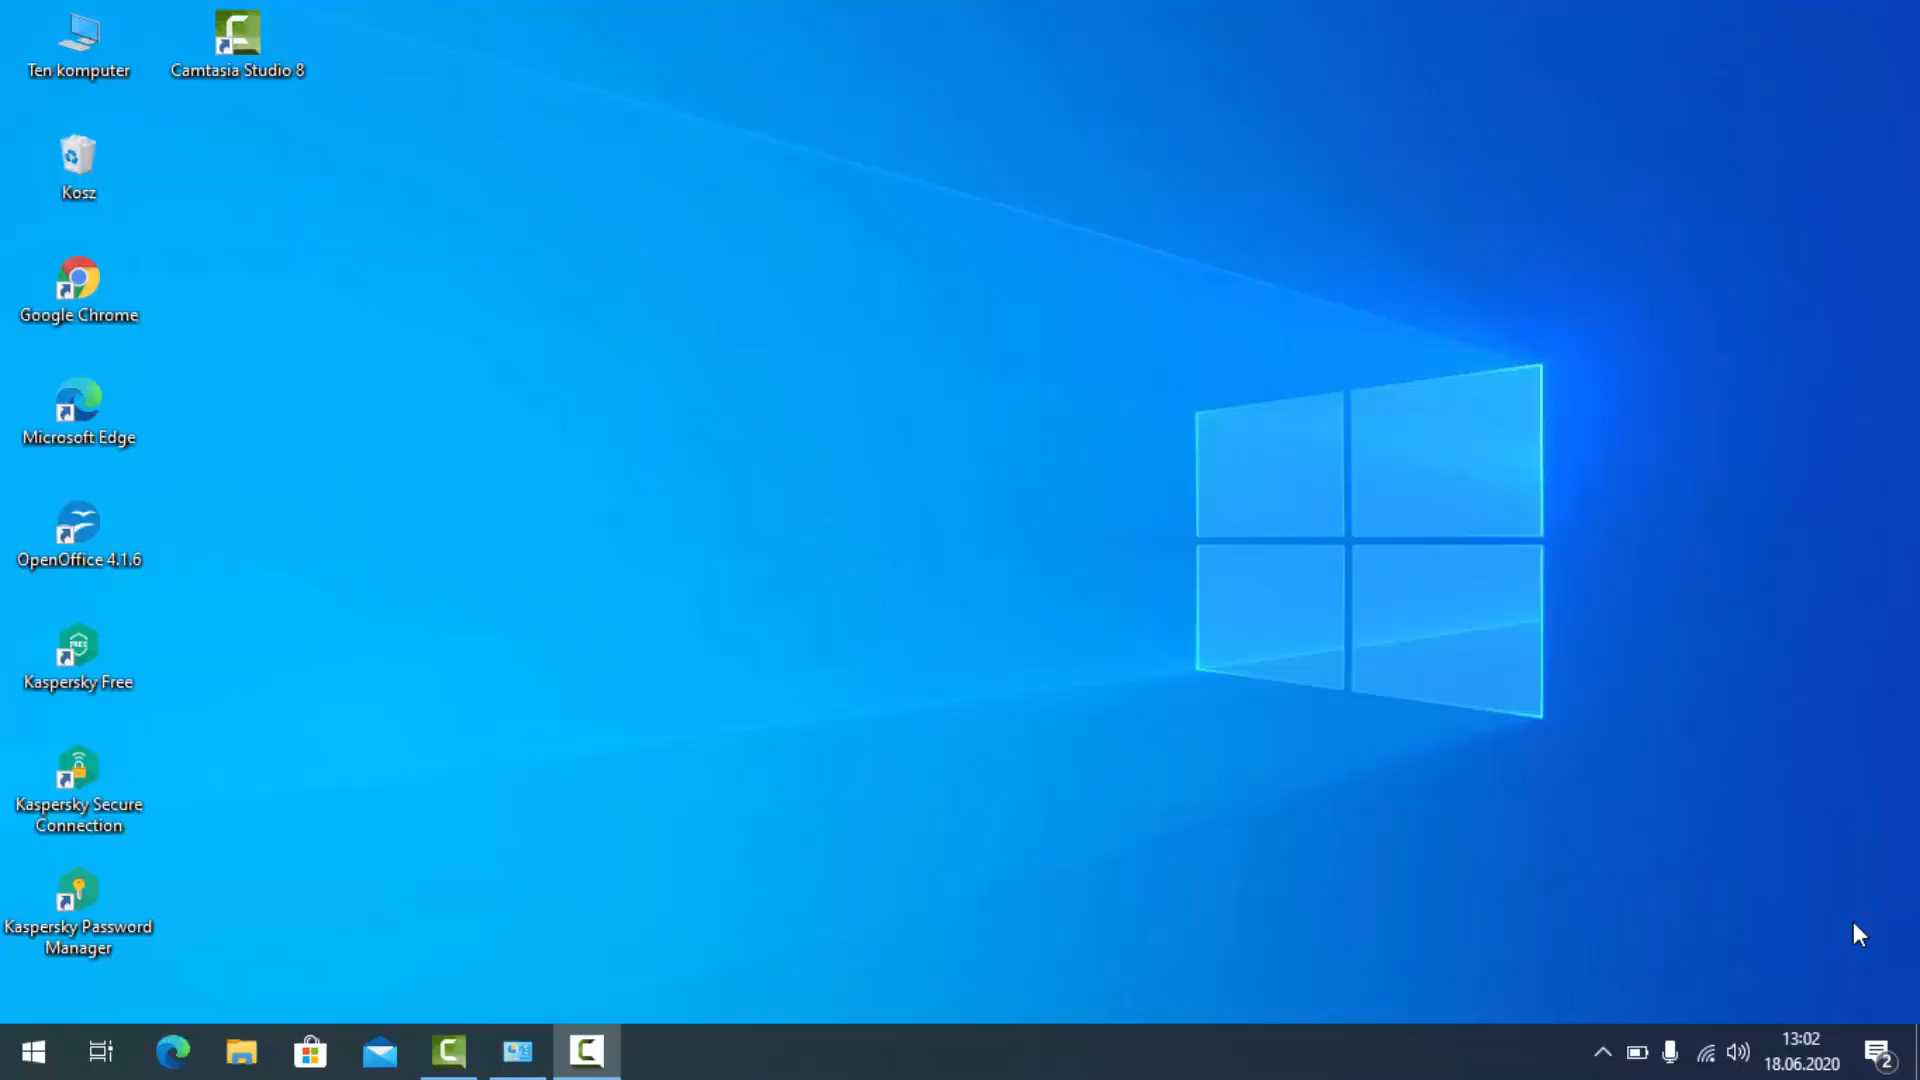 Ten komputer
Camtasia Studio 8
Kosz
Google Chrome
Microsoft Edge
OpenOffice 4.1.6
FREE
Kaspersky Free
Kaspersky Secure
Connection
Kaspersky Password
Manager
13:02
18.06.2020
2